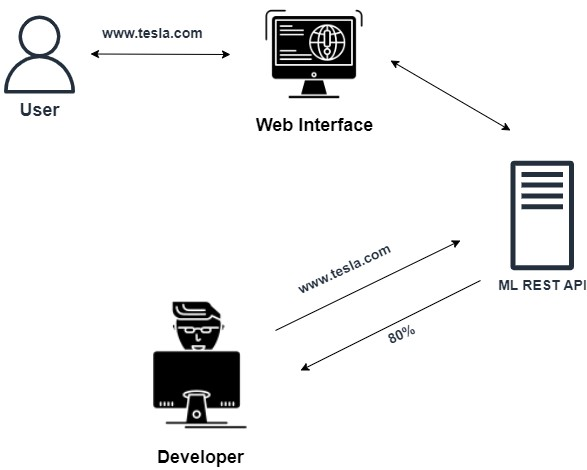 www.tesla.com
User
Web Interface
www.tesla.com
ML REST API
80%
Developer